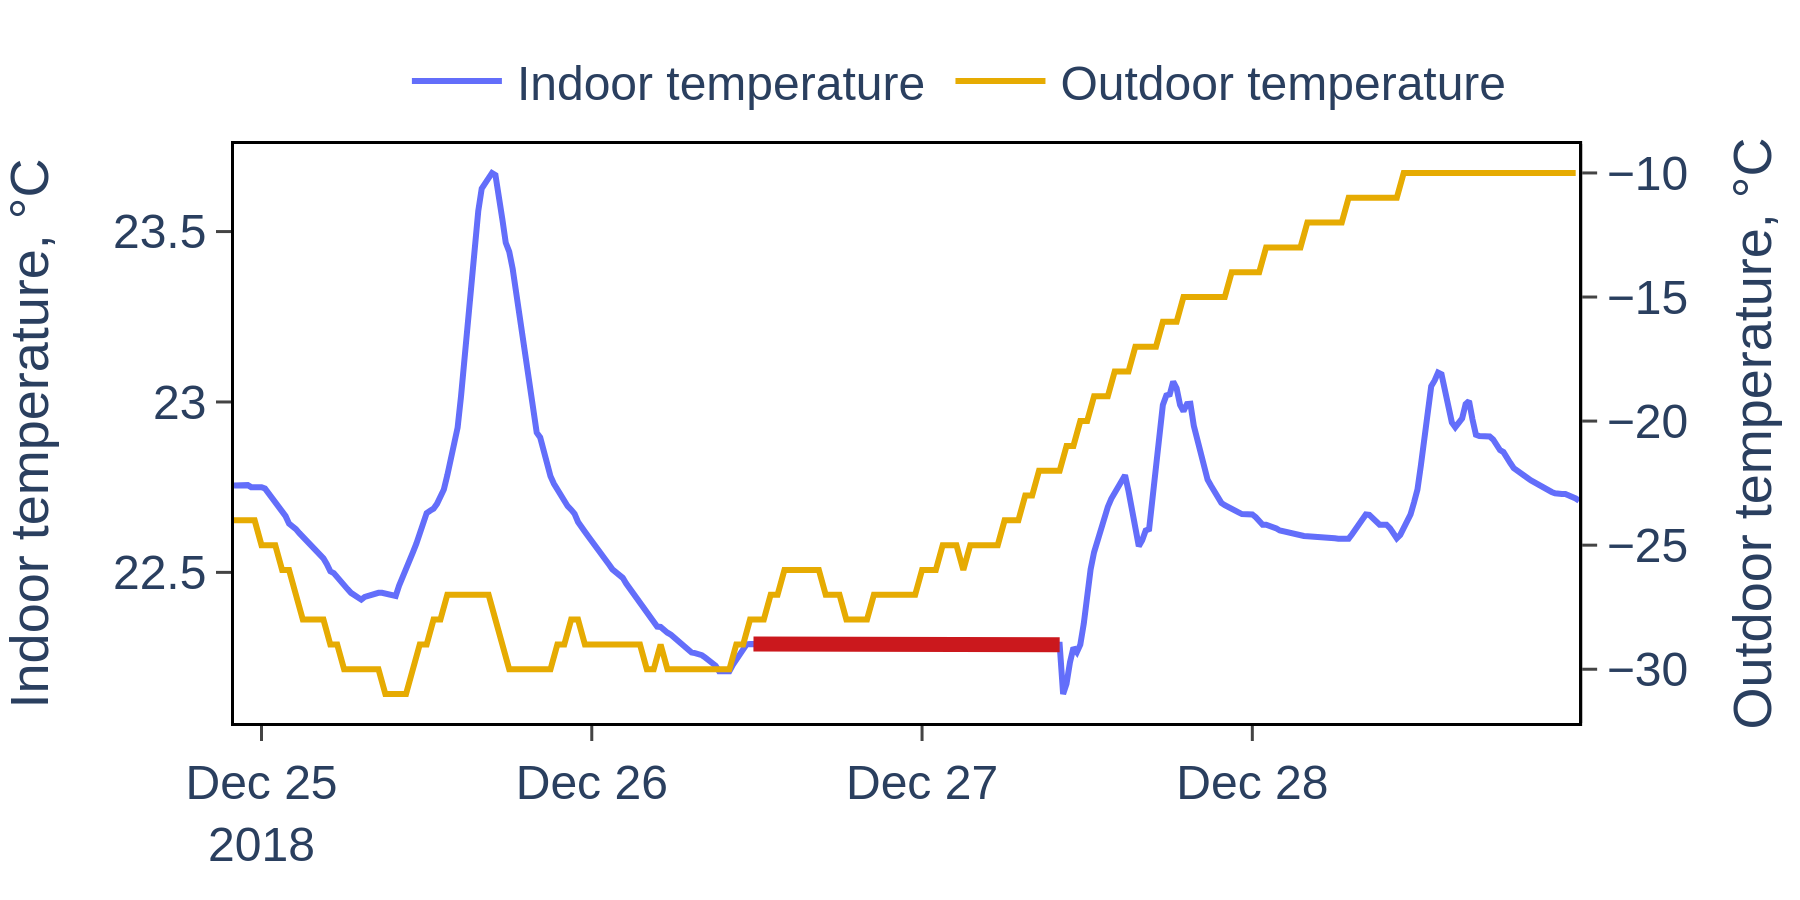 Indoor temperature
Outdoor temperature
Indoor temperature, °C
23.5
23
22.5
−10
−15
−20
−25
−30
Outdoor temperature, °C
Dec 25
Dec 26
Dec 27
Dec 28
2018